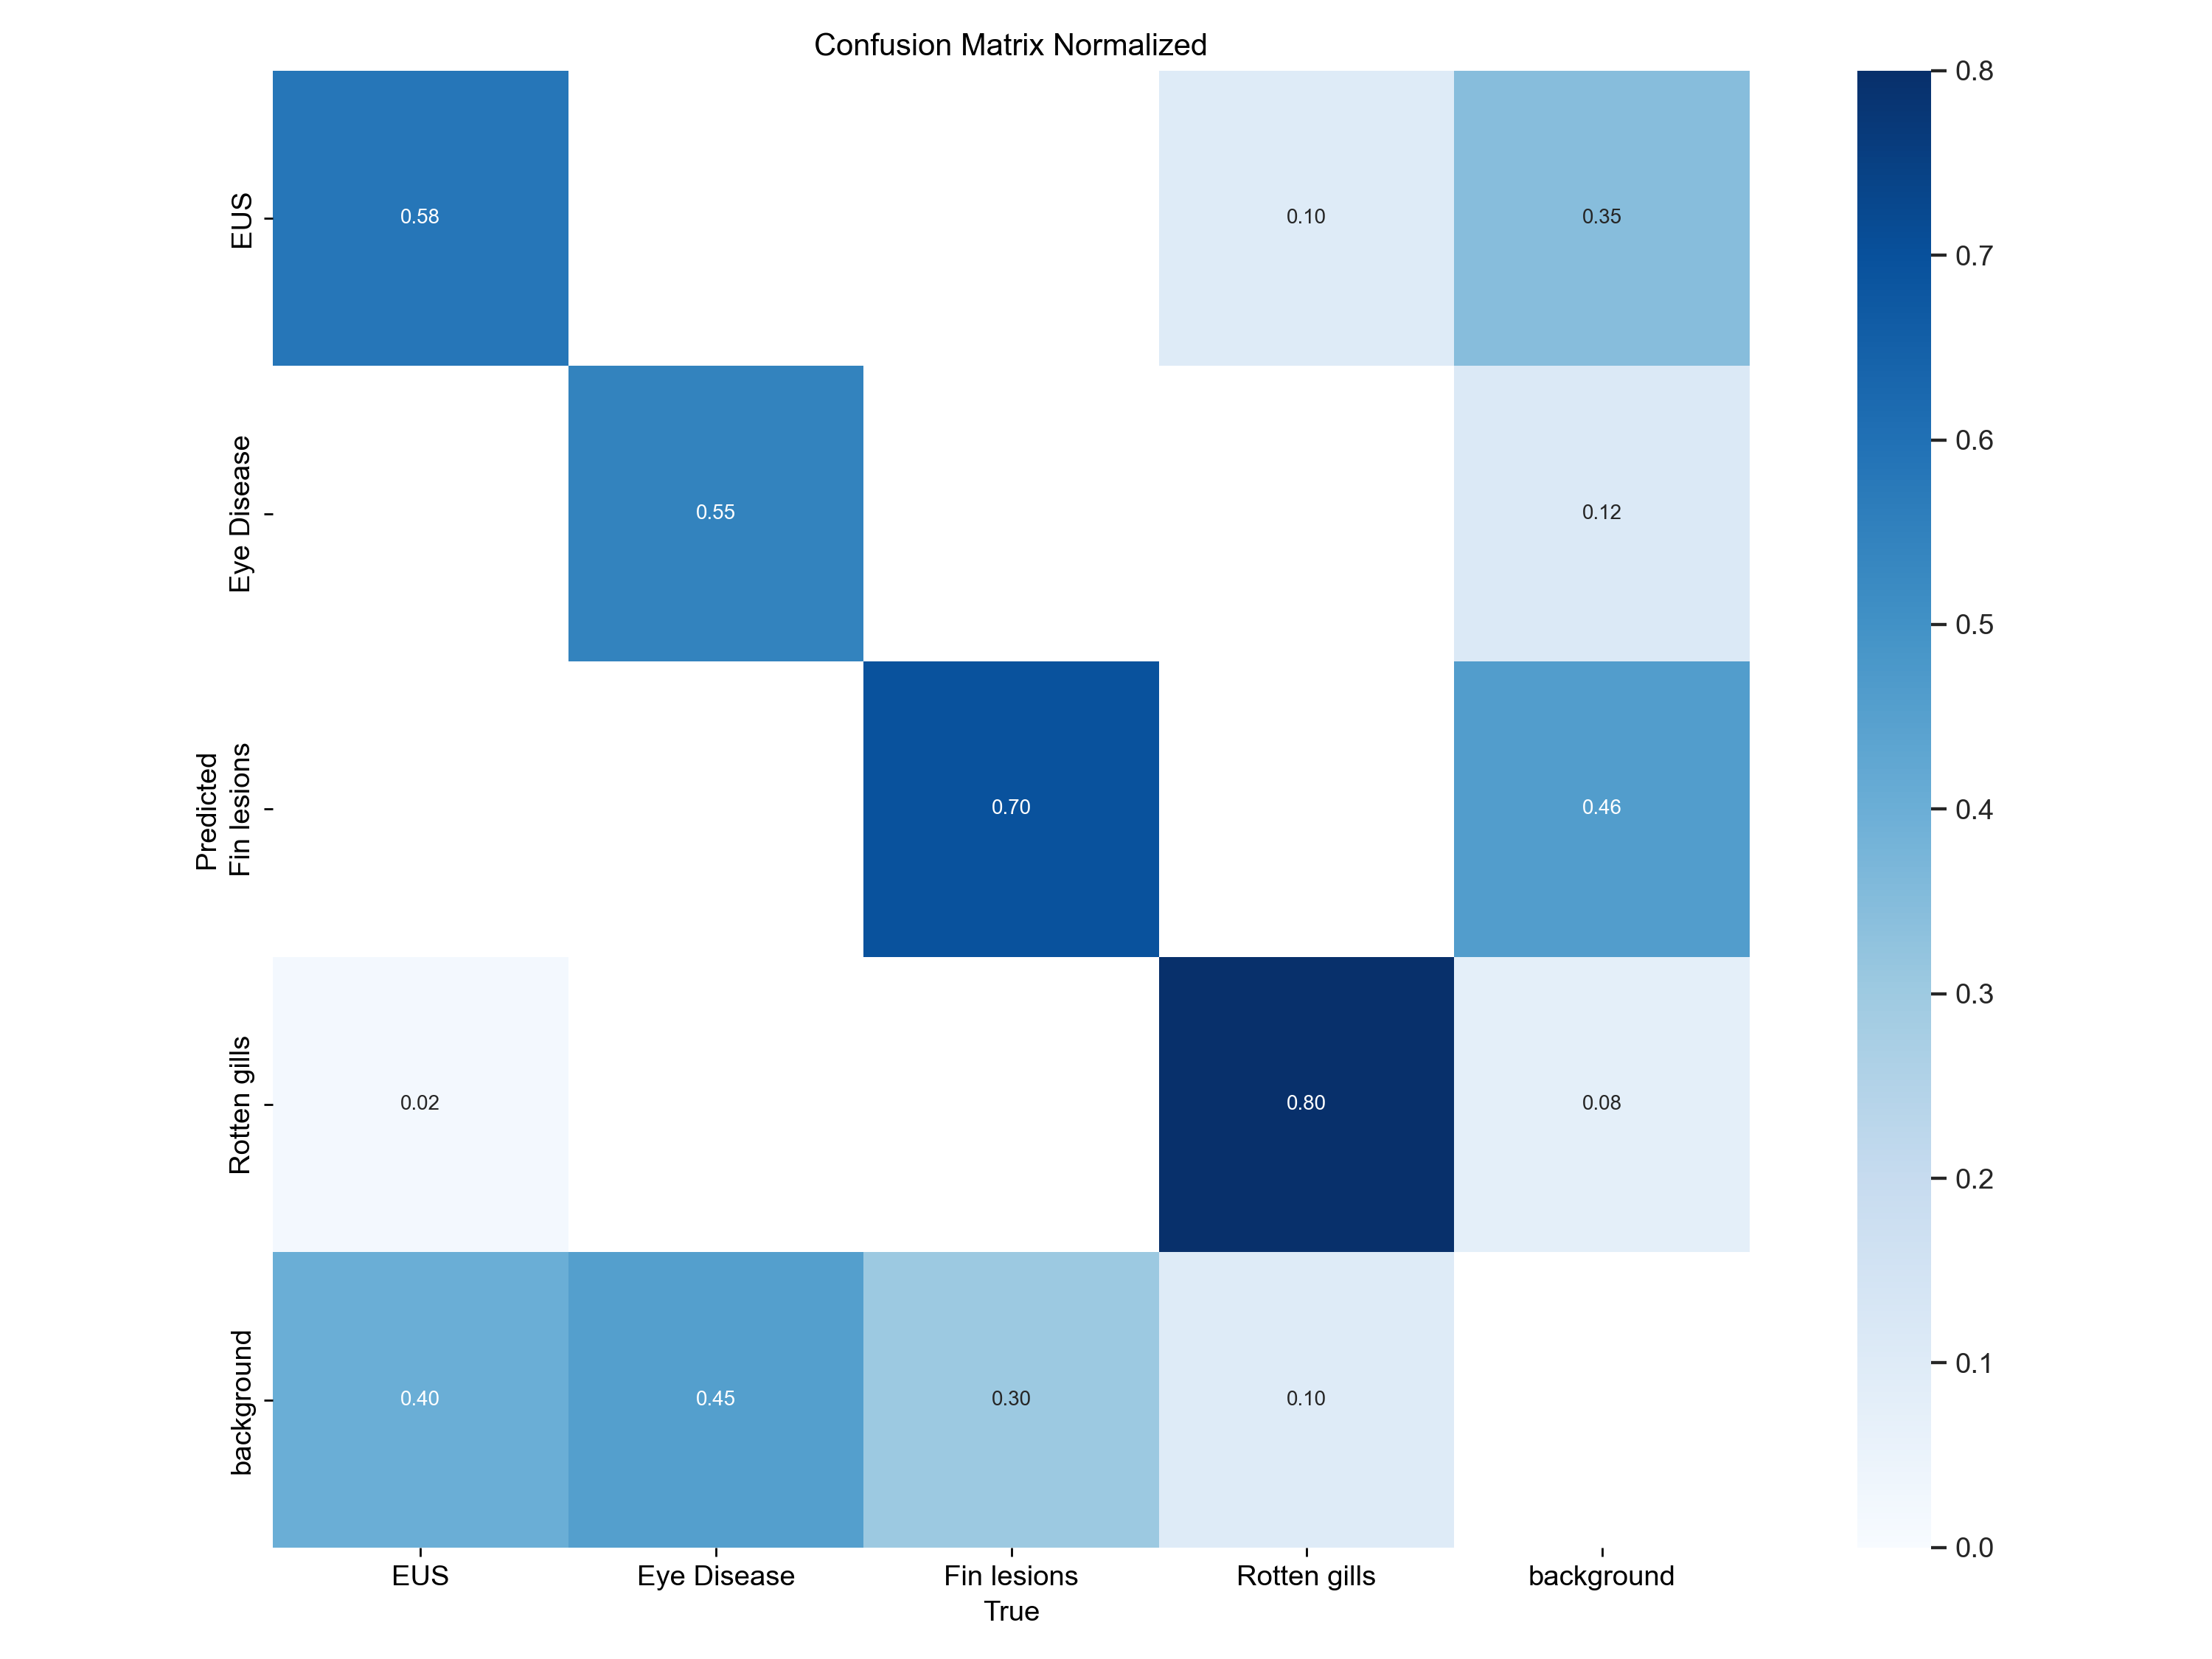 Confusion Matrix Normalized
EUS
0.58
0.10
0.35
Eye Disease
0.55
0.12
Predicted
Fin lesions
0.70
0.46
Rotten gills
0.02
0.80
0.08
background
0.40
0.45
0.30
0.10
EUS
Eye Disease
Fin lesions
Rotten gills
background
True
0.8
0.7
0.6
0.5
0.4
0.3
0.2
0.1
0.0